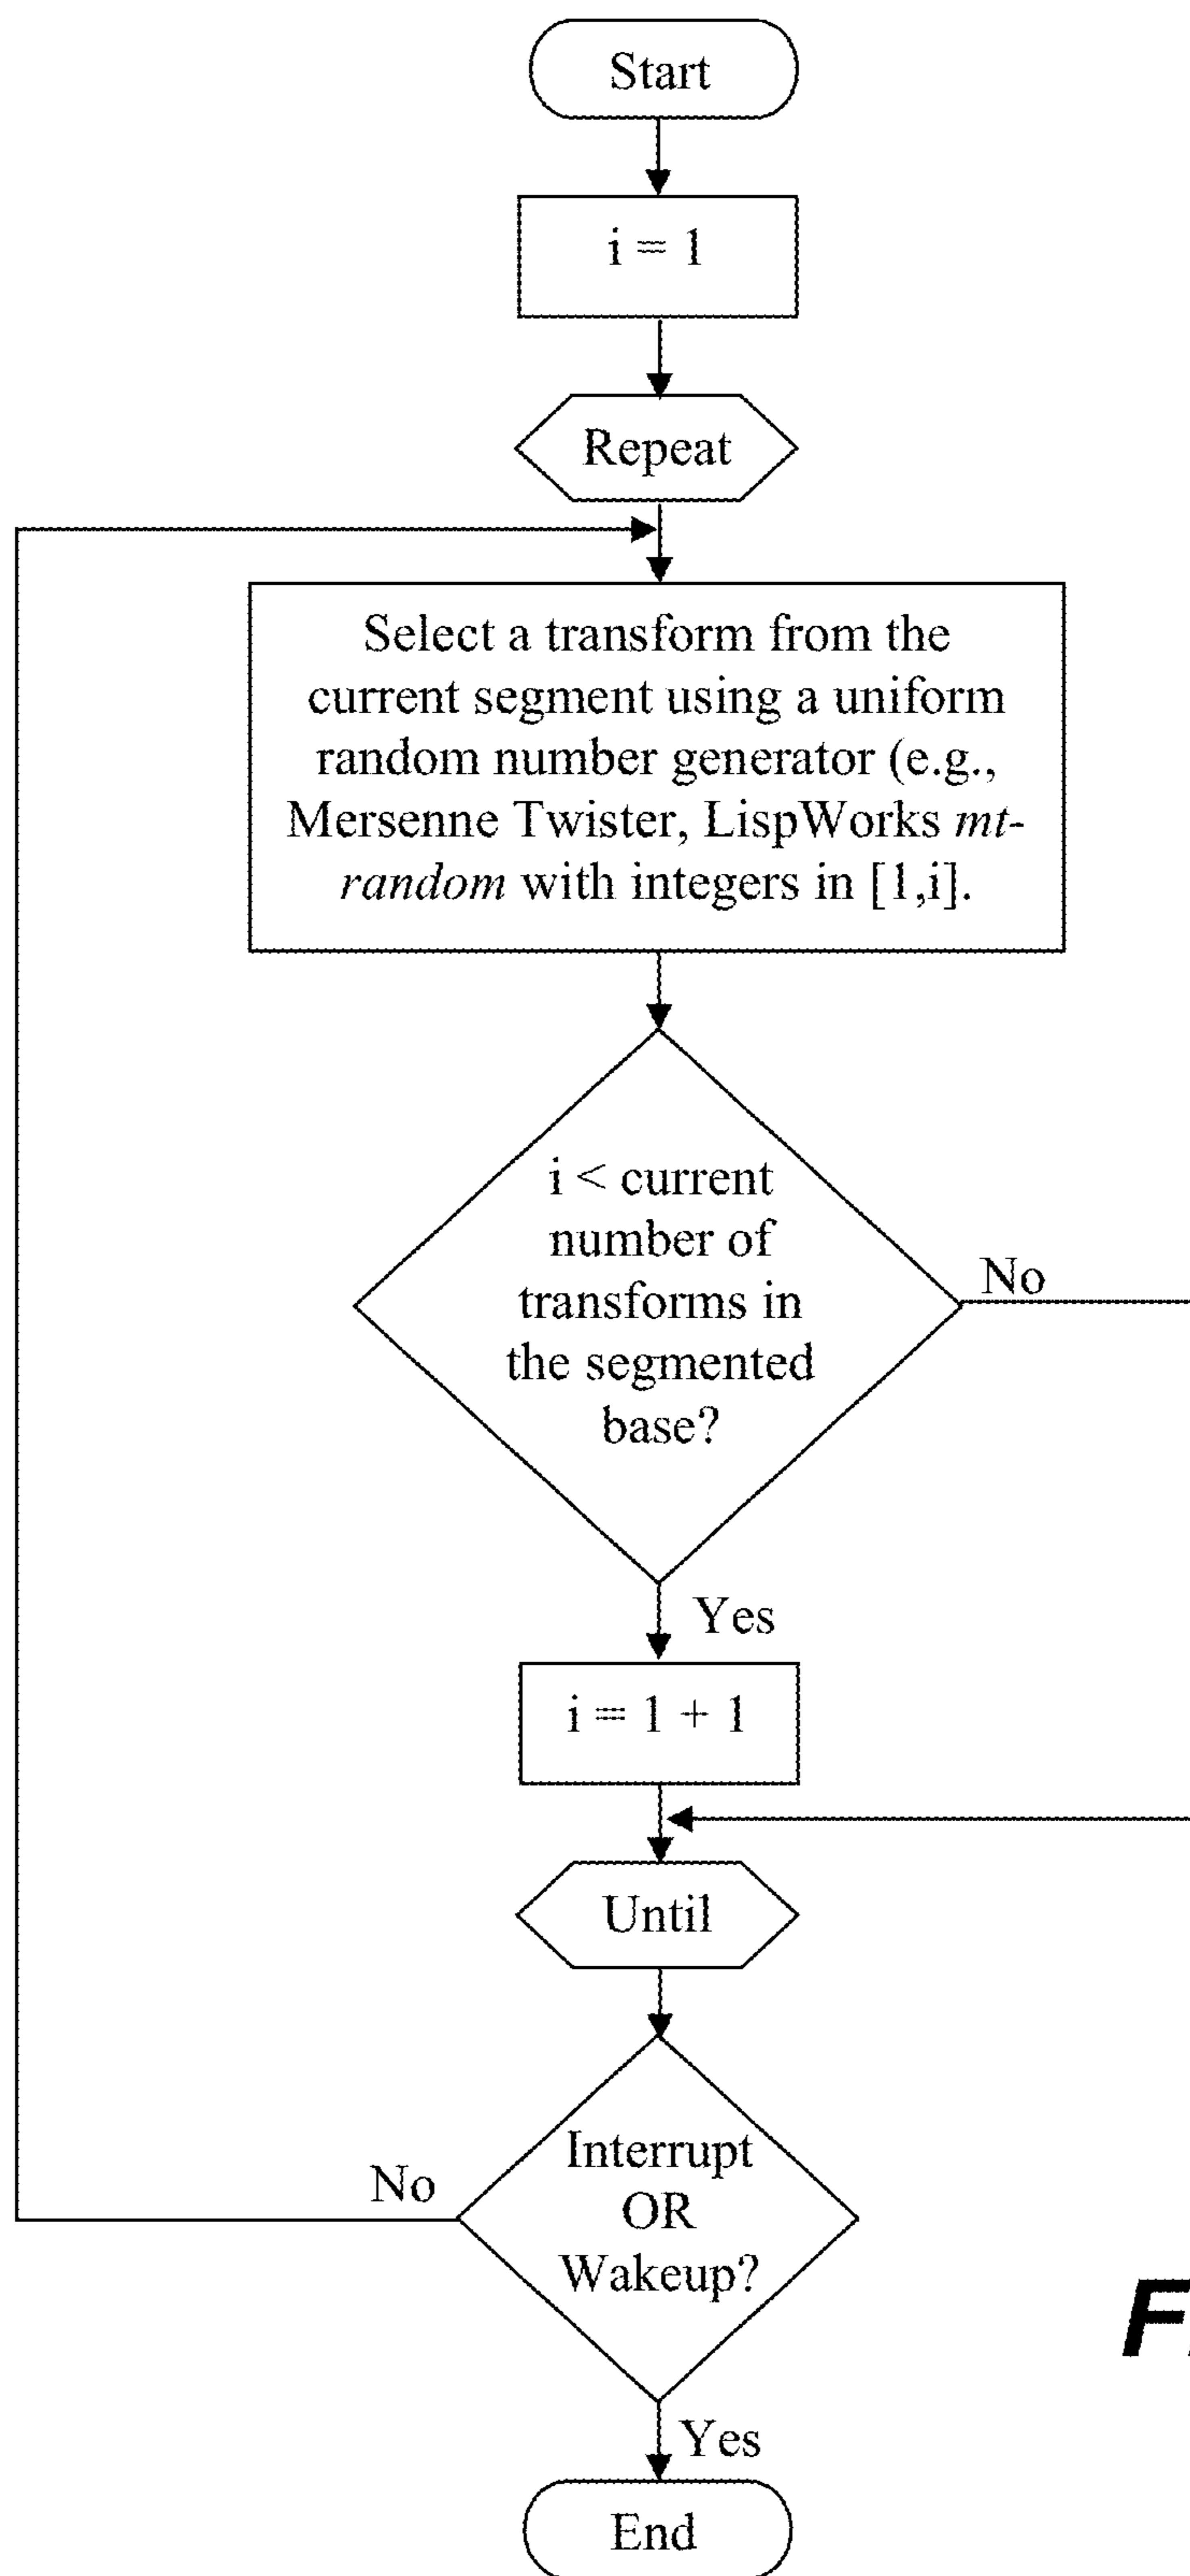 Start
i = 1
Repeat
Select a transform from the
current segment using a uniform
random number generator (e.g.,
Mersenne Twister, LispWorks mt-
random with integers in [1,i].
i < current
number of
transforms in
the segmented
base?
No
Yes
i = 1 + 1
Until
Interrupt
OR
Wakeup?
No
Yes
End